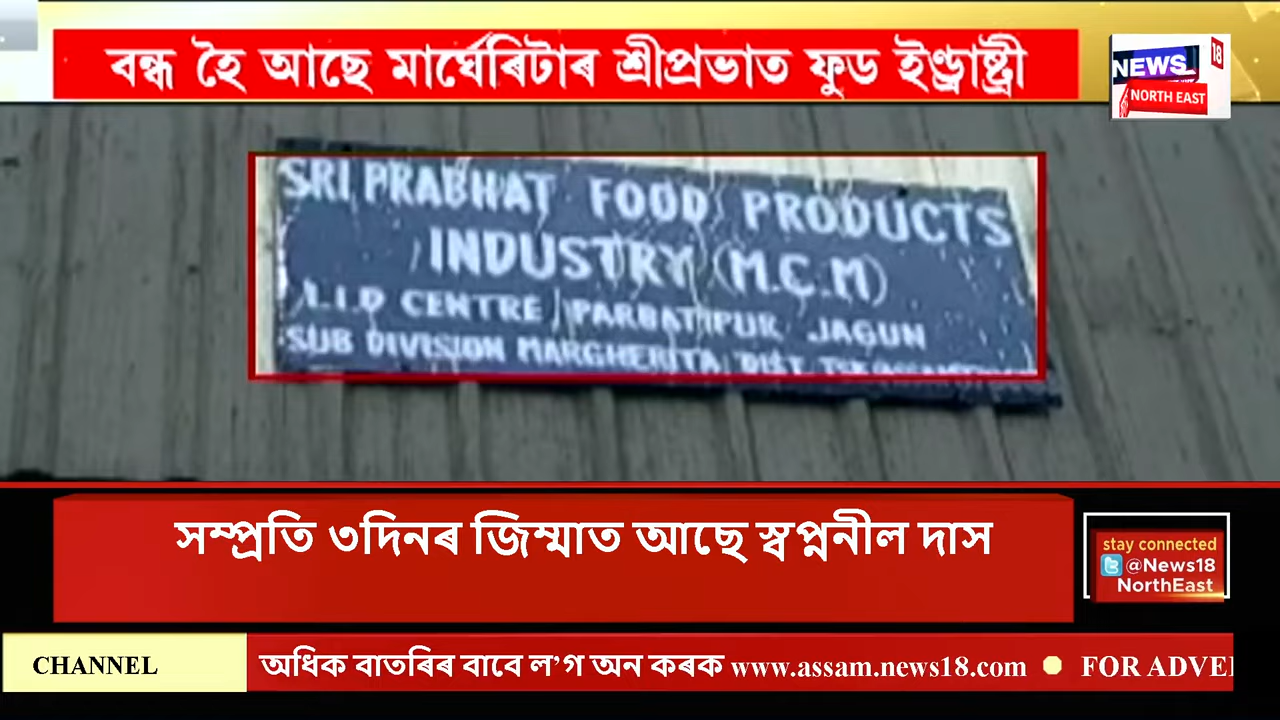 বন্ধ হৈ আছে মাৰ্ঘেৰিটাৰ শ্ৰীপ্ৰভাত ফুড ইণ্ড্ৰাষ্ট্ৰী
NEWS 18
NORTH EAST
SRI PRABHAT FOOD PRODUCTS
INDUSTRY (M.C.M)
I.I.D CENTRE PARBATIPUR JAGUN
SUB DIVISION MARGHERITA DIST.
সম্প্ৰতি ৩দিনৰ জিম্মাত আছে স্বপ্ননীল দাস
stay connected
@News18
NorthEast
CHANNEL
অধিক বাতৰিৰ বাবে ল'গ অন কৰক www.assam.news18.com
FOR ADVE